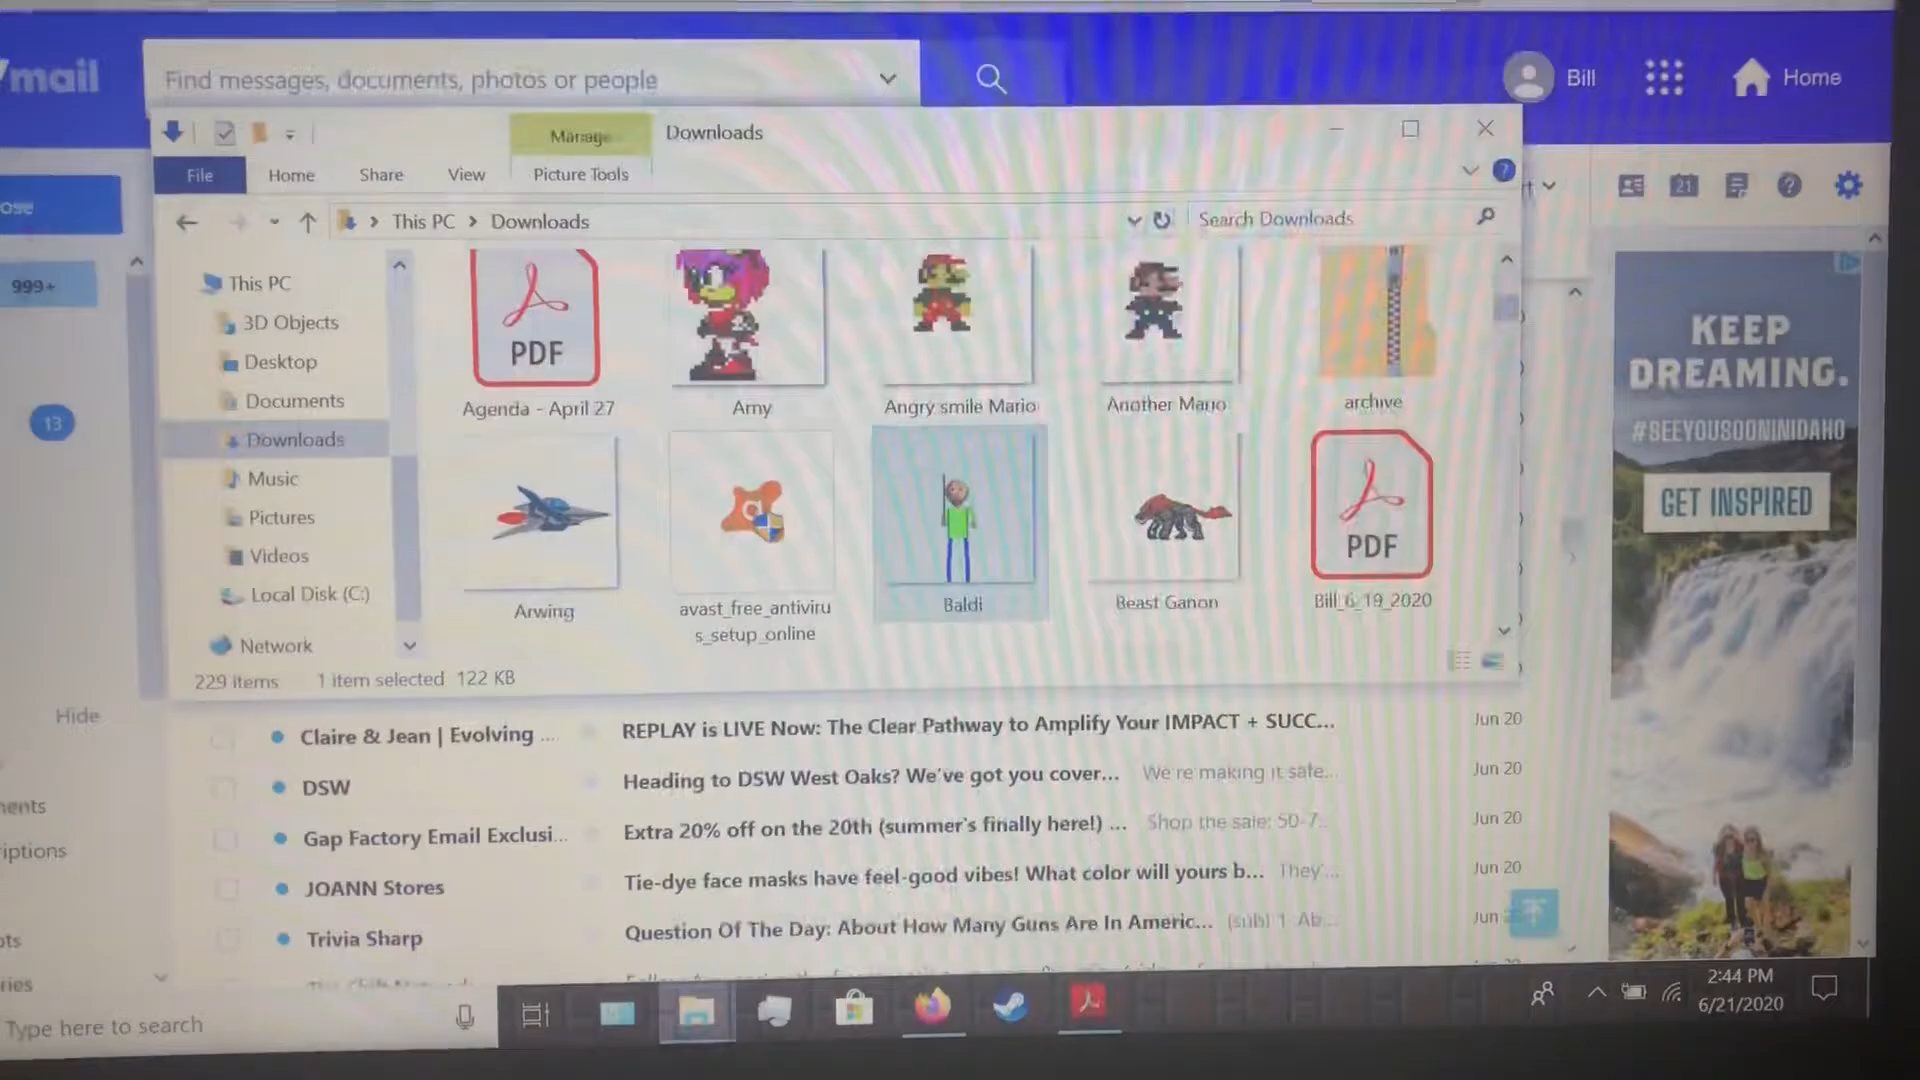 mail
Find messages, documents, photos or people
Bill
Home
Manage
Downloads
File
Home
Share
View
Picture Tools
?
This PC > Downloads
Search Downloads
21
?
999+
13
Hide
This PC
3D Objects
Desktop
Documents
Downloads
Music
Pictures
Videos
Local Disk (C:)
Network
PDF
Agenda - April 27
Amy
Angry smile Mario
Another Mario
archive
Arwing
avast_free_antiviru
s_setup_online
Baldi
Beast Ganon
PDF
Bill_6_19_2020
229 items
1 item selected 122 KB
KEEP
DREAMING.
#SEEYOUSOONINIDAHO
GET INSPIRED
Claire & Jean | Evolving ...
REPLAY is LIVE Now: The Clear Pathway to Amplify Your IMPACT + SUCC...
Jun 20
DSW
Heading to DSW West Oaks? We've got you cover...
We're making it safe...
Jun 20
Gap Factory Email Exclusi...
Extra 20% off on the 20th (summer's finally here!) ...
Shop the sale: 50-7...
Jun 20
JOANN Stores
Tie-dye face masks have feel-good vibes! What color will yours b...
They'...
Jun 20
Trivia Sharp
Question Of The Day: About How Many Guns Are In Americ...
(sub) 1 Ab...
Jun
Type here to search
2:44 PM
6/21/2020